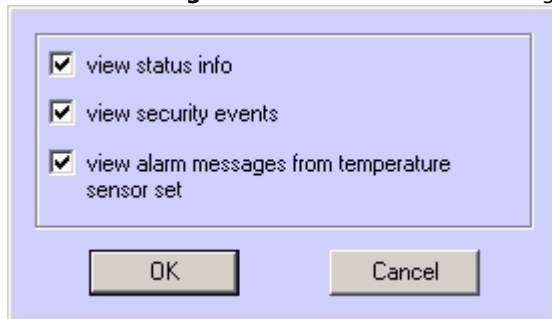 view status info
view security events
view alarm messages from temperature
sensor set
OK Cancel